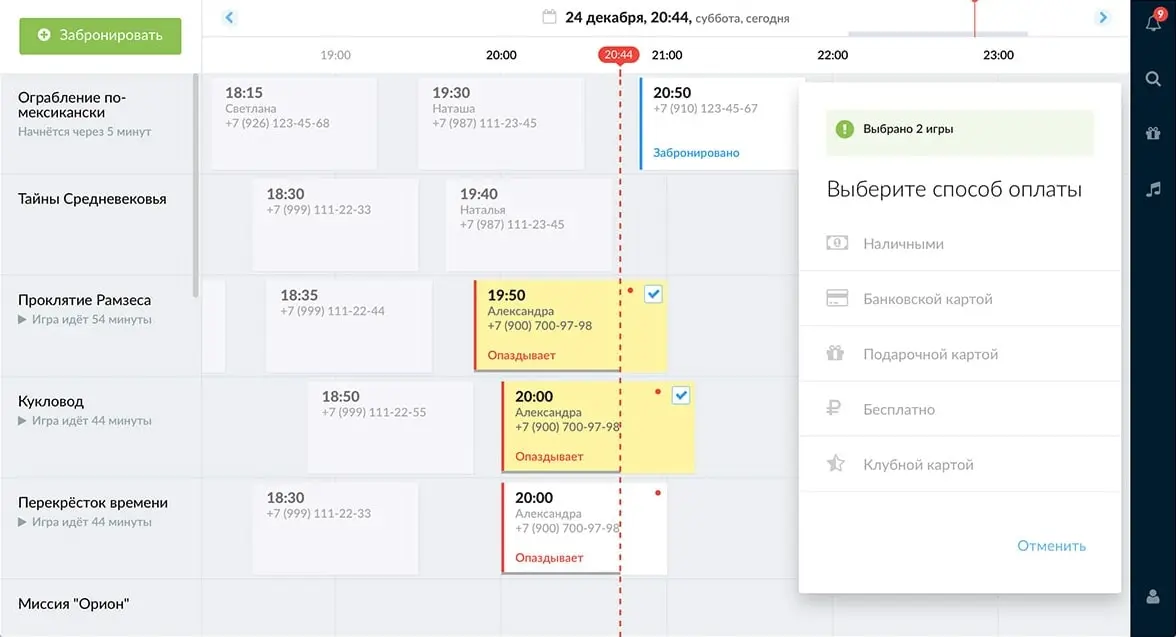 Забронировать
24 декабря, 20:44, суббота, сегодня
9
19:00
20:00
20:44
21:00
22:00
23:00
Ограбление по-
мексикански
Начнётся через 5 минут
18:15
Светлана
+7 (926) 123-45-68
19:30
Наташа
+7 (987) 111-23-45
20:50
+7 (910) 123-45-67
Забронировано
Тайны Средневековья
18:30
+7 (999) 111-22-33
19:40
Наталья
+7 (987) 111-23-45
Проклятие Рамзеса
Игра идёт 54 минуты
18:35
+7 (999) 111-22-44
19:50
Александра
+7 (900) 700-97-98
Опаздывает
Кукловод
Игра идёт 44 минуты
18:50
+7 (999) 111-22-55
20:00
Александра
+7 (900) 700-97-98
Опаздывает
Перекрёсток времени
Игра идёт 44 минуты
18:30
+7 (999) 111-22-33
20:00
Александра
+7 (900) 700-97-98
Опаздывает
Миссия "Орион"
Выбрано 2 игры
Выберите способ оплаты
Наличными
Банковской картой
Подарочной картой
Бесплатно
Клубной картой
Отменить